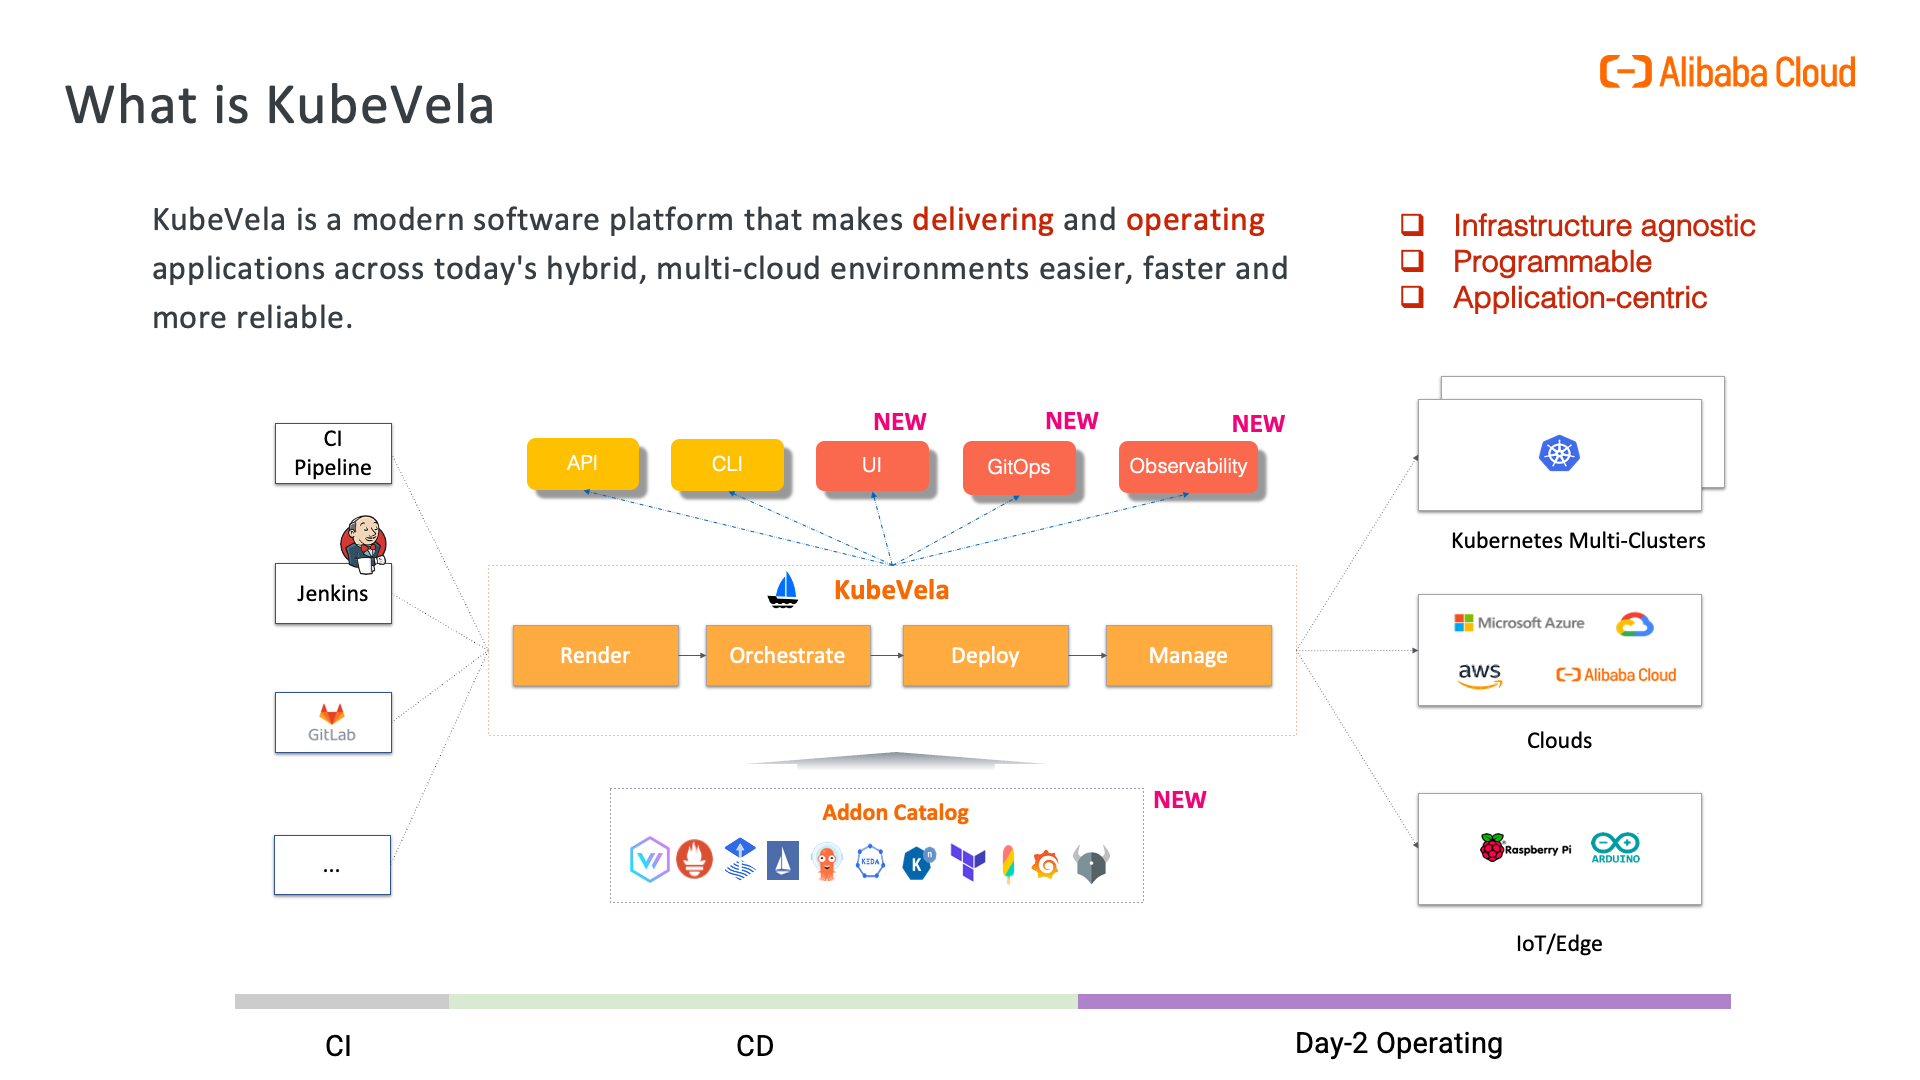 Alibaba Cloud
What is KubeVela
KubeVela is a modern software platform that makes delivering and operating
applications across today's hybrid, multi-cloud environments easier, faster and
more reliable.
Infrastructure agnostic
Programmable
Application-centric
CI
Pipeline
Jenkins
GitLab
...
NEW
NEW
NEW
API
CLI
UI
GitOps
Observability
KubeVela
Render
Orchestrate
Deploy
Manage
Addon Catalog
NEW
KEDA
K
n
Kubernetes Multi-Clusters
Microsoft Azure
aws
Alibaba Cloud
Clouds
Raspberry Pi
ARDUINO
IoT/Edge
CI
CD
Day-2 Operating